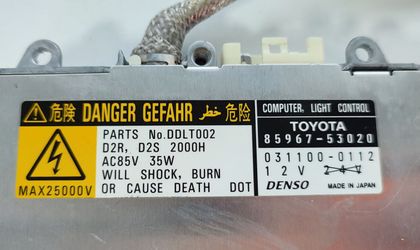 危険 DANGER GEFAHR خطر 危险
PARTS No.DDLT002
D2R, D2S 2000H
AC85V 35W
WILL SHOCK, BURN
OR CAUSE DEATH DOT
MAX25000V
COMPUTER, LIGHT CONTROL
TOYOTA
85967-53020
031100-0112
12V
DENSO MADE IN JAPAN